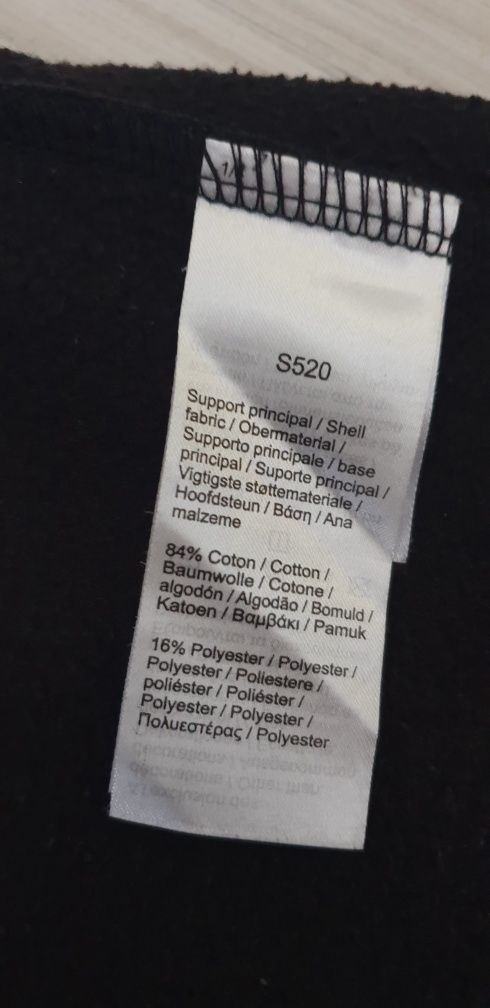 S520
Support principal / Shell
fabric / Obermaterial /
Supporto principale / base
principal / Suporte principal /
Vigtigste støttemateriale /
Hoofdsteun / Βάση / Ana
malzeme
84% Coton / Cotton /
Baumwolle / Cotone /
algodón / Algodão / Bomuld /
Katoen / Βαμβάκι / Pamuk
16% Polyester / Polyester /
Polyester / Poliestere /
poliéster / Poliéster /
Polyester / Polyester /
Πολυεστέρας / Polyester